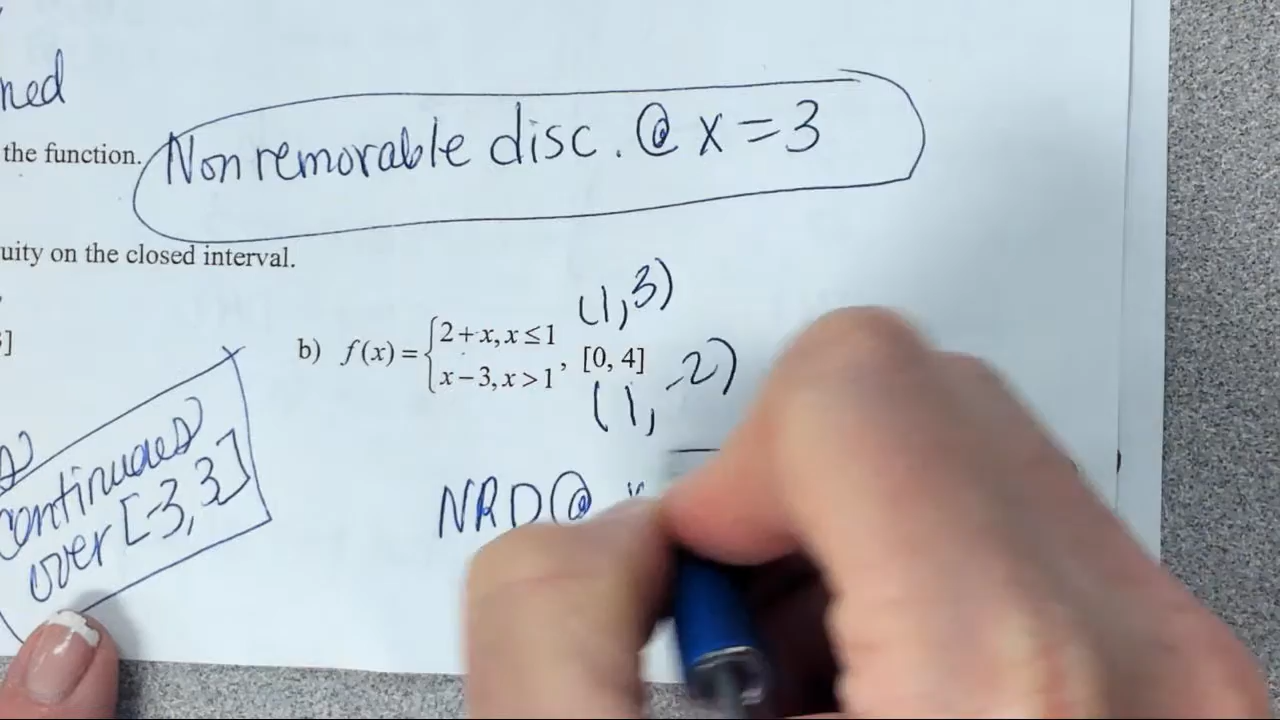 ned
the function.
Nonremovable disc. @ x = 3
uity on the closed interval.
(1,3)
b) f(x) = {2+x, x ≤ 1
x−3, x > 1, [0, 4]
(1, -2)
continuous
over [-3,3]
NRD@